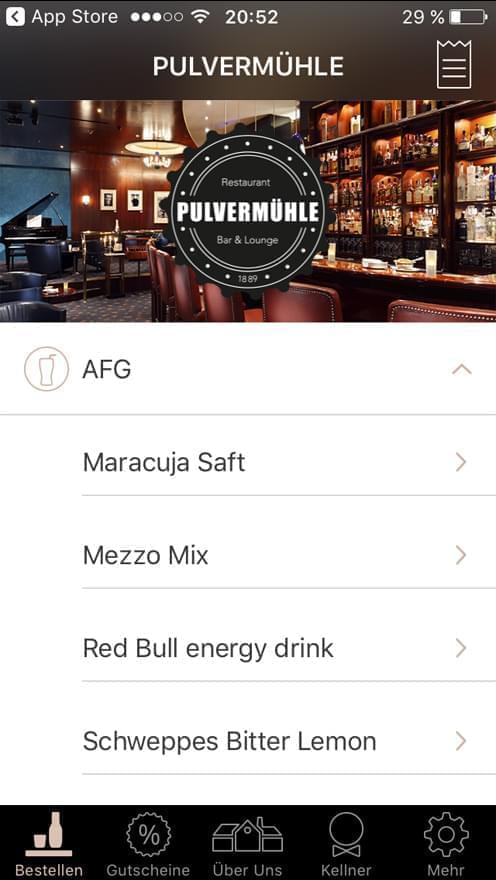 App Store 20:52 29 %
PULVERMÜHLE
Restaurant
PULVERMÜHLE
Bar & Lounge
1889
AFG
Maracuja Saft
Mezzo Mix
Red Bull energy drink
Schweppes Bitter Lemon
%
Bestellen Gutscheine Über Uns Kellner Mehr